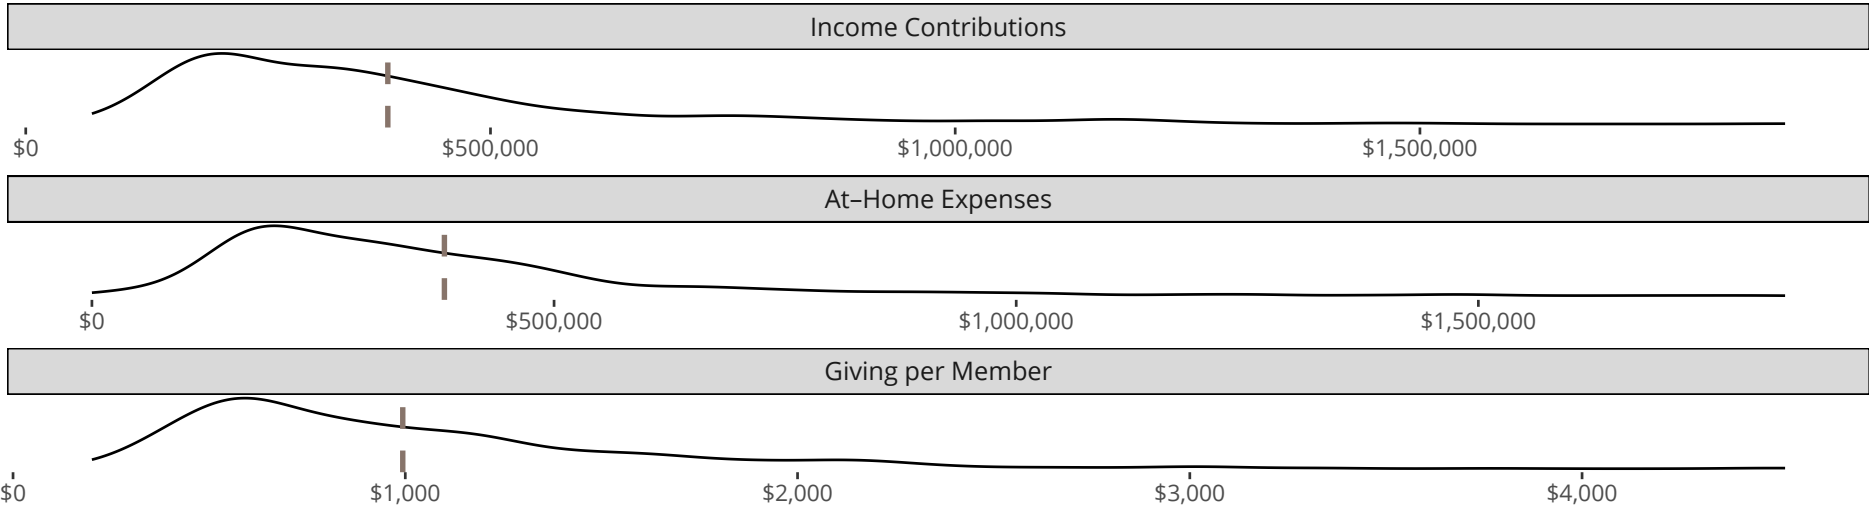 Income Contributions
$0 $500,000 $1,000,000 $1,500,000
At–Home Expenses
$0 $500,000 $1,000,000 $1,500,000
Giving per Member
$0 $1,000 $2,000 $3,000 $4,000